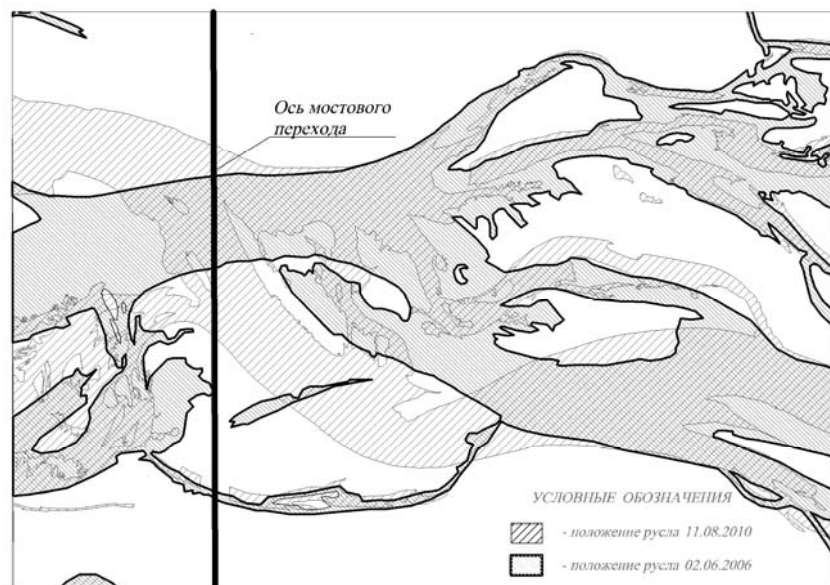 Ось мостового
перехода
УСЛОВНЫЕ ОБОЗНАЧЕНИЯ
- положение русла 11.08.2010
- положение русла 02.06.2006